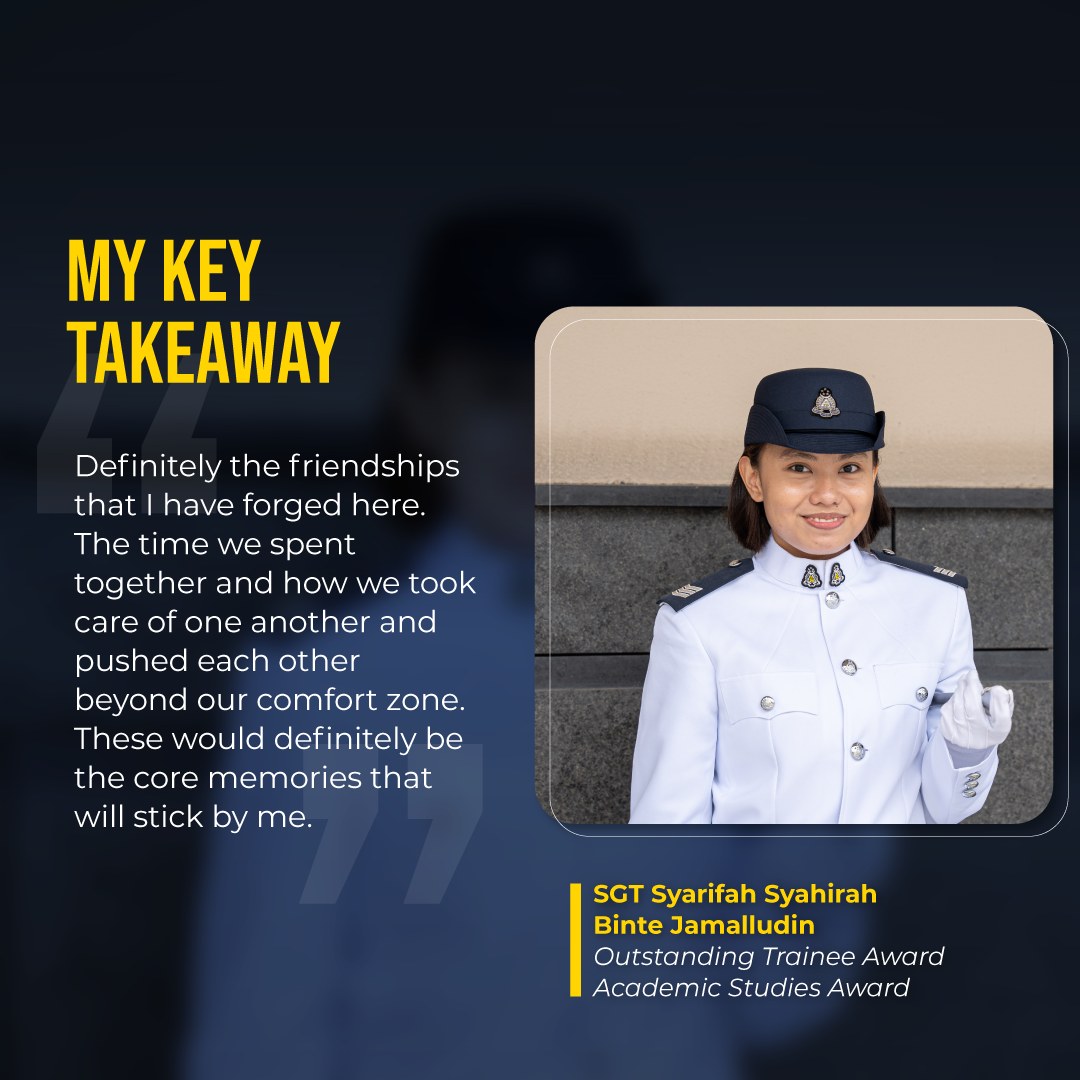 MY KEY
TAKEAWAY
Definitely the friendships
that I have forged here.
The time we spent
together and how we took
care of one another and
pushed each other
beyond our comfort zone.
These would definitely be
the core memories that
will stick by me.
SGT Syarifah Syahirah
Binte Jamalludin
Outstanding Trainee Award
Academic Studies Award